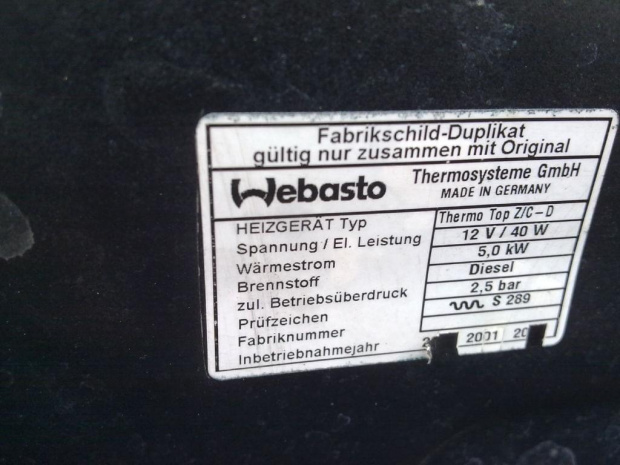 Fabrikschild-Duplikat
gültig nur zusammen mit Original
Webasto Thermosysteme GmbH
MADE IN GERMANY
HEIZGERÄT Typ Thermo Top Z/C-D
Spannung / El. Leistung 12 V / 40 W
Wärmestrom 5,0 kW
Brennstoff Diesel
zul. Betriebsüberdruck 2,5 bar
Prüfzeichen S 289
Fabriknummer
Inbetriebnahmejahr 2001